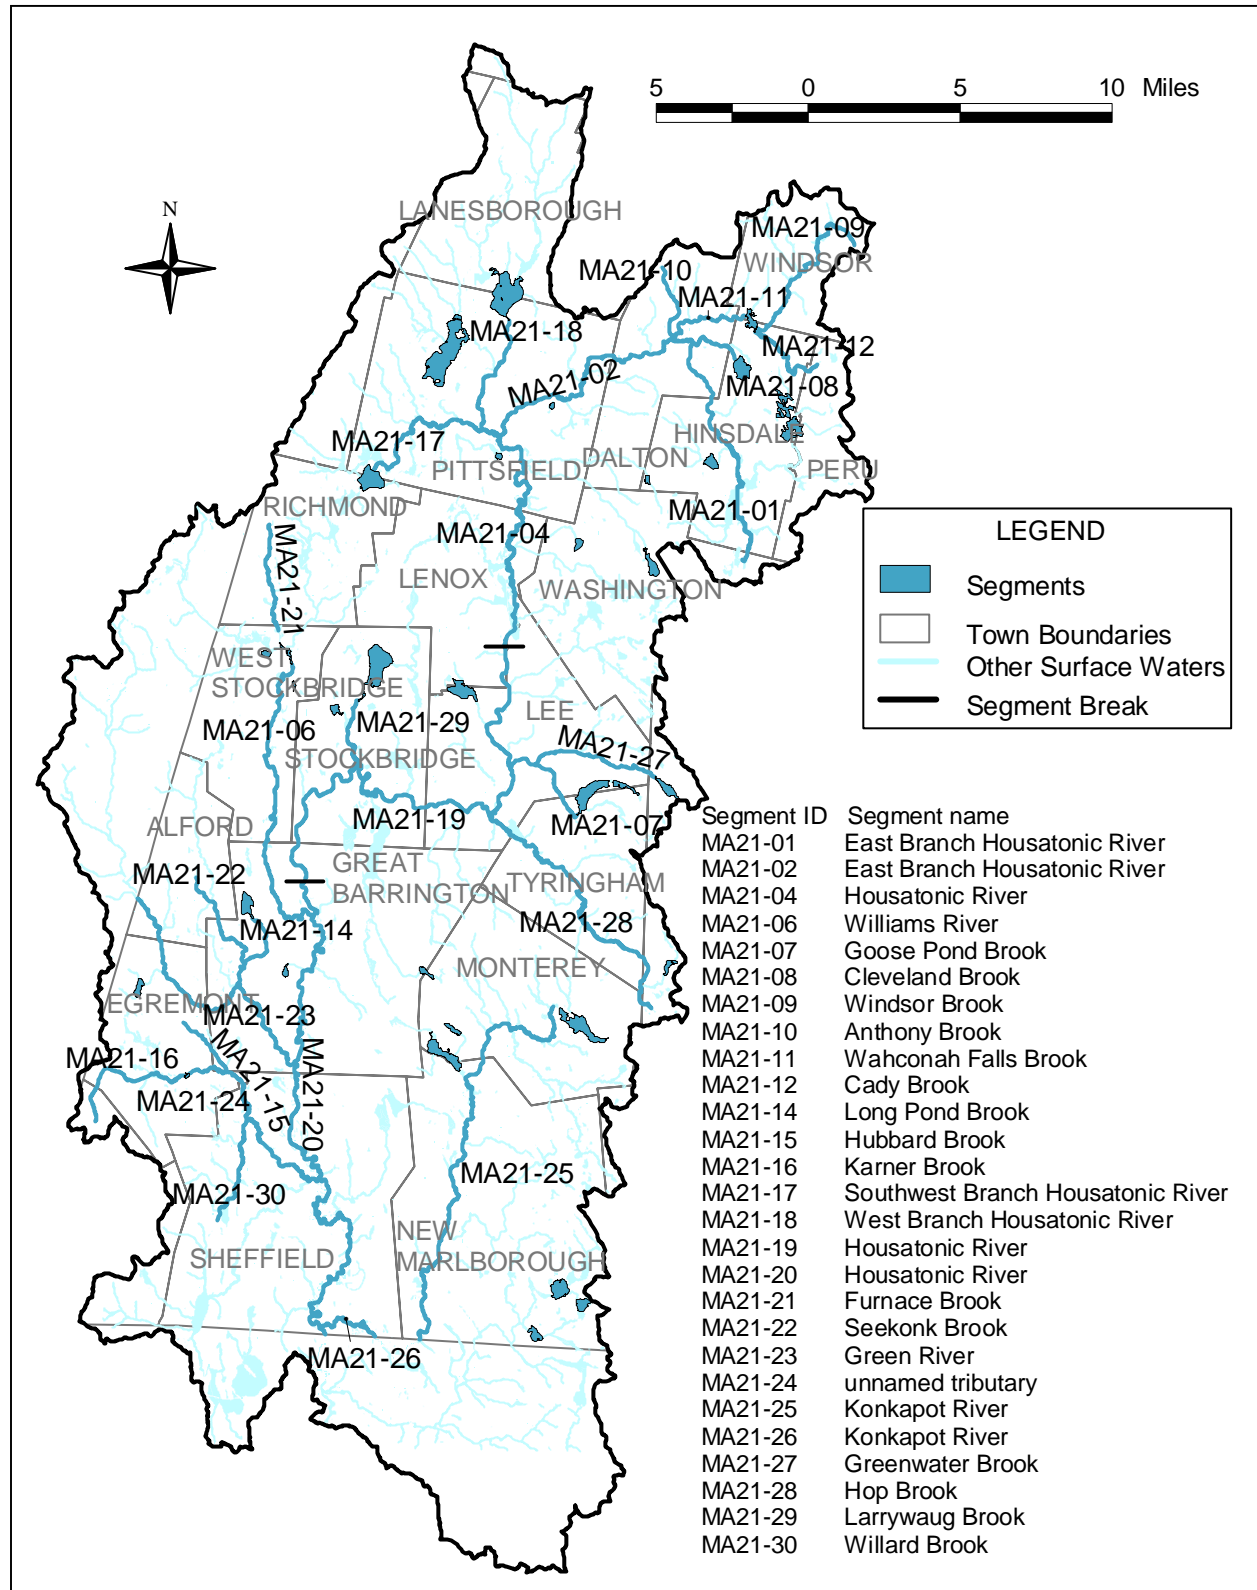 5 0 5 10 Miles
N
LANESBOROUGH
MA21-09
WINDSOR
MA21-10
MA21-11
MA21-18
MA21-12
MA21-02
MA21-08
MA21-17
HINSDALE
PITTSFIELD
DALTON
PERU
RICHMOND
MA21-01
MA21-04
MA21-21
LENOX
WASHINGTON
LEGEND
Segments
Town Boundaries
Other Surface Waters
Segment Break
WEST
STOCKBRIDGE
MA21-06
MA21-29
LEE
MA21-27
STOCKBRIDGE
ALFORD
MA21-19
MA21-07
MA21-22
GREAT
BARRINGTON
TYRINGHAM
MA21-14
MA21-28
MONTEREY
EGREMONT
MA21-23
MA21-16
MA21-15
MA21-20
MA21-24
MA21-30
MA21-25
SHEFFIELD
NEW
MARLBOROUGH
MA21-26
Segment ID Segment name
MA21-01 East Branch Housatonic River
MA21-02 East Branch Housatonic River
MA21-04 Housatonic River
MA21-06 Williams River
MA21-07 Goose Pond Brook
MA21-08 Cleveland Brook
MA21-09 Windsor Brook
MA21-10 Anthony Brook
MA21-11 Wahconah Falls Brook
MA21-12 Cady Brook
MA21-14 Long Pond Brook
MA21-15 Hubbard Brook
MA21-16 Karner Brook
MA21-17 Southwest Branch Housatonic River
MA21-18 West Branch Housatonic River
MA21-19 Housatonic River
MA21-20 Housatonic River
MA21-21 Furnace Brook
MA21-22 Seekonk Brook
MA21-23 Green River
MA21-24 unnamed tributary
MA21-25 Konkapot River
MA21-26 Konkapot River
MA21-27 Greenwater Brook
MA21-28 Hop Brook
MA21-29 Larrywaug Brook
MA21-30 Willard Brook